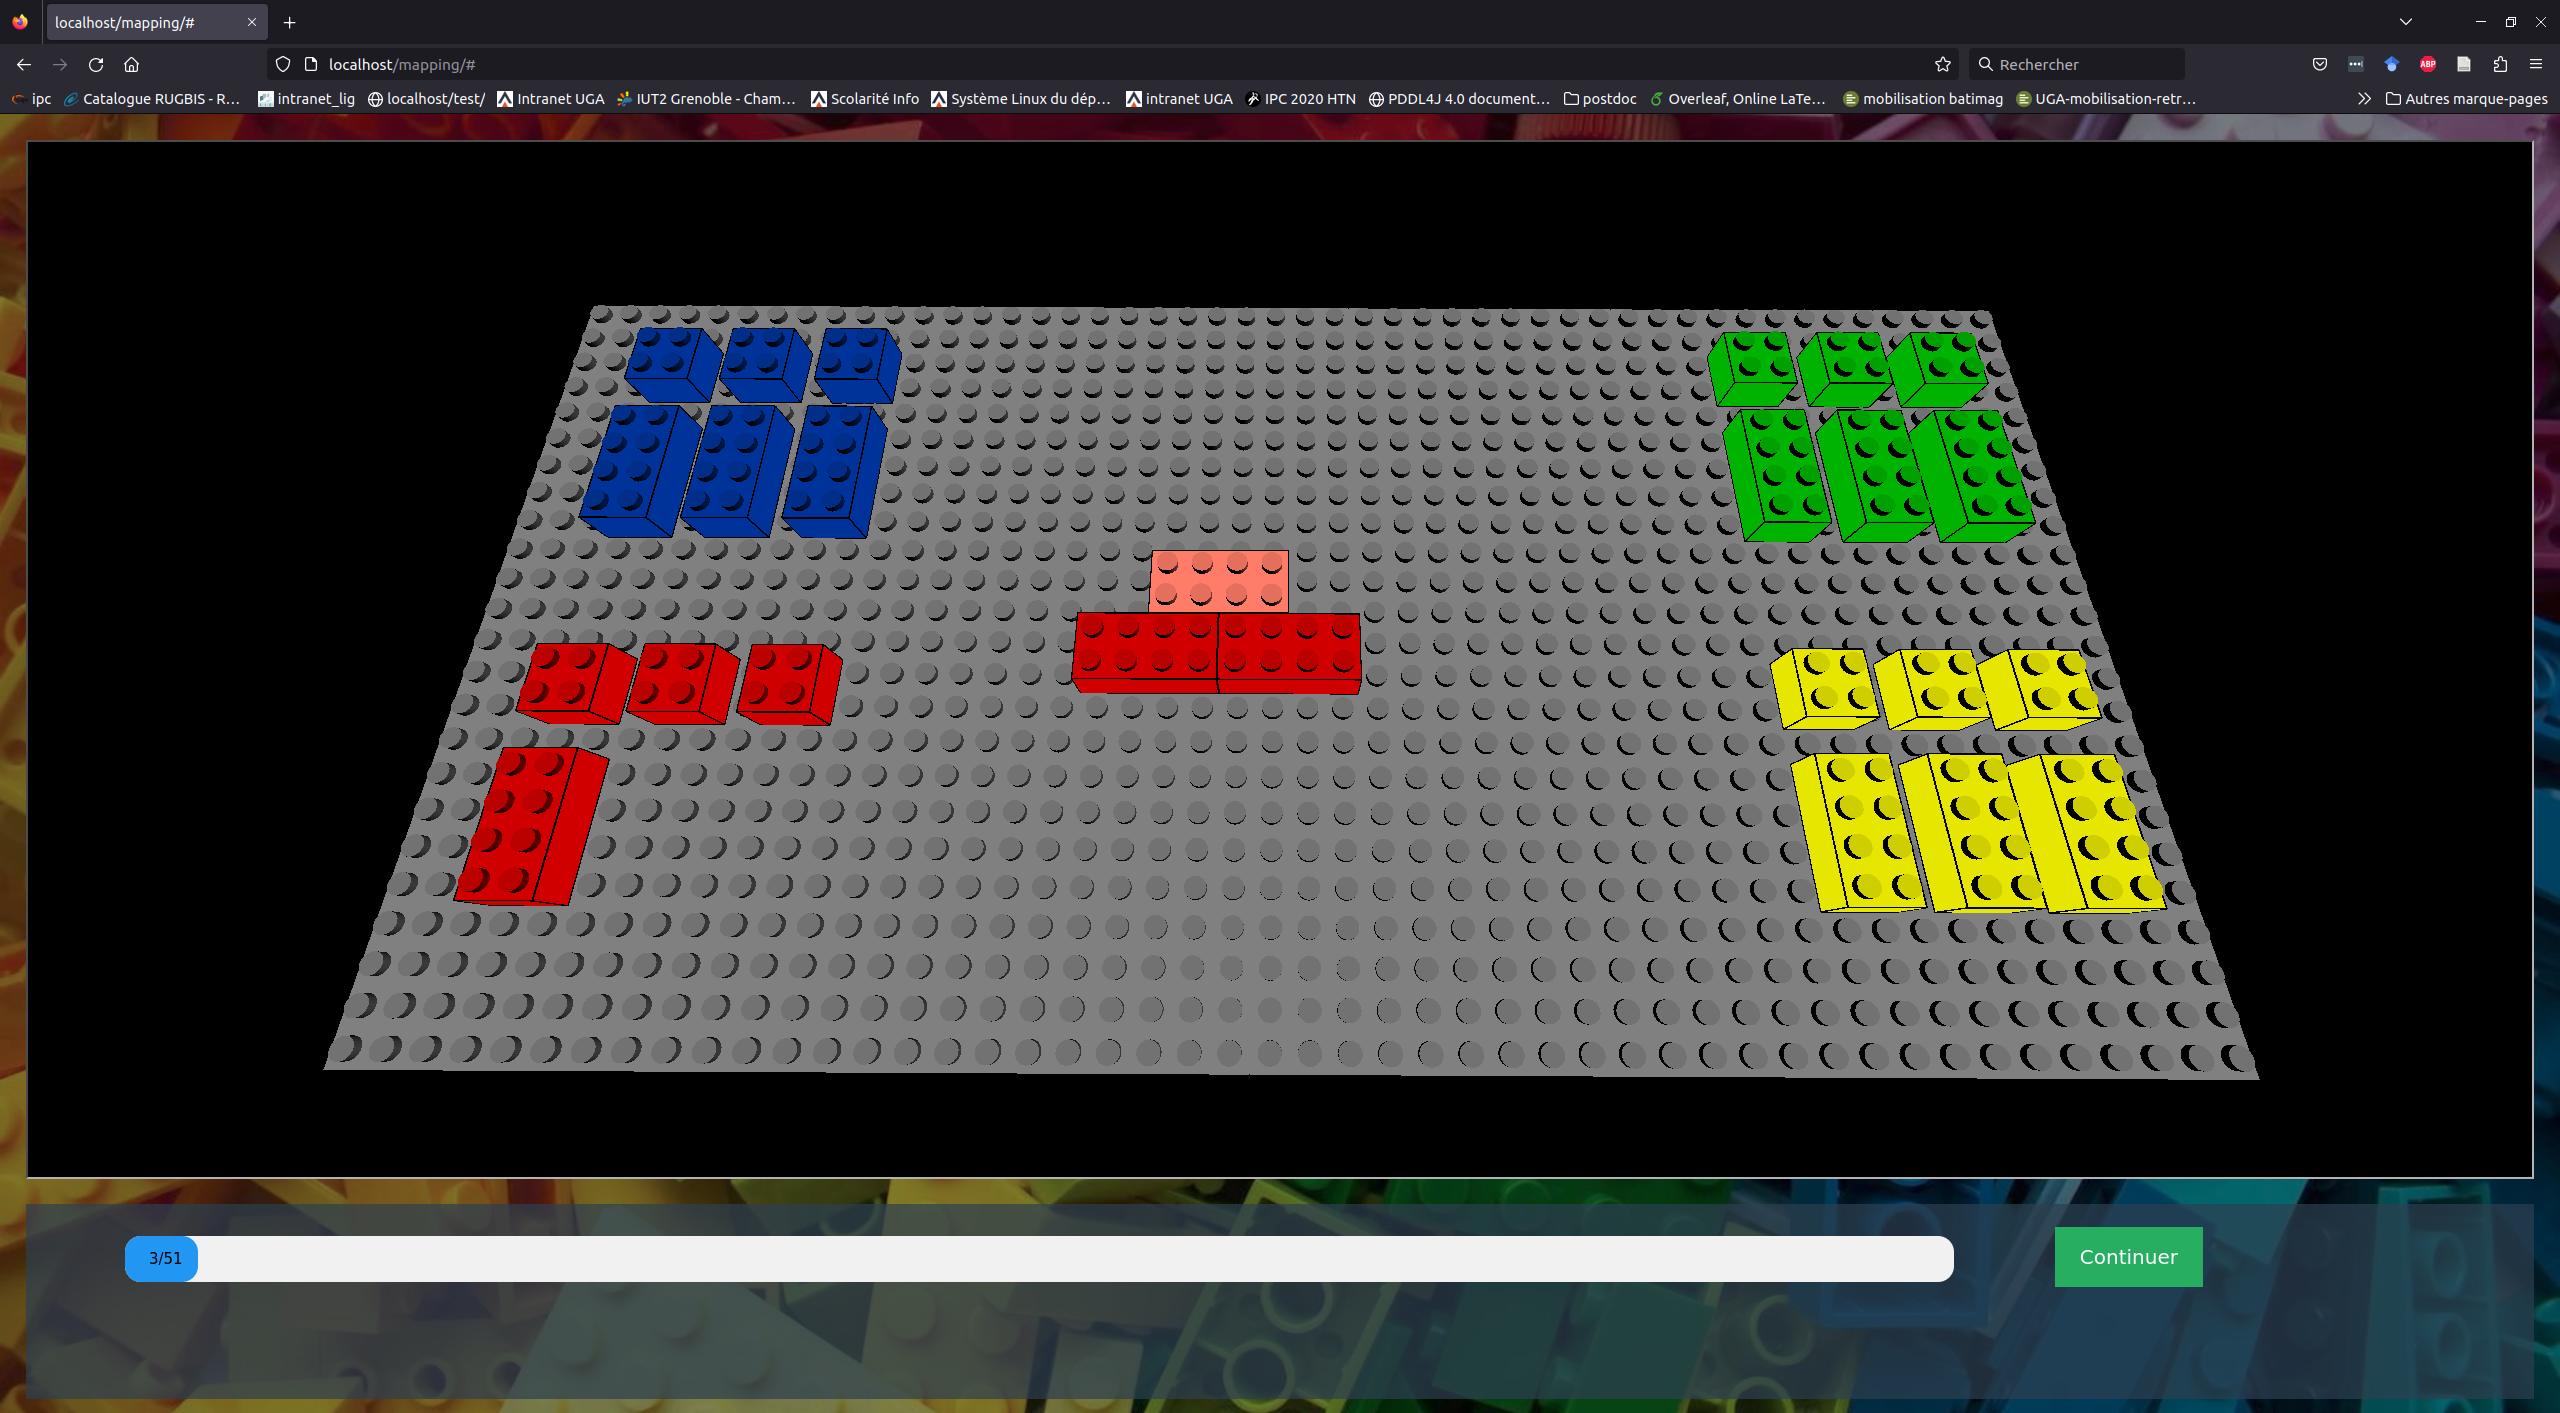 localhost/mapping/#
localhost/mapping/#
Rechercher
ABP
ipc
Catalogue RUGBIS - R…
intranet_lig
localhost/test/
Intranet UGA
IUT2 Grenoble - Cham…
Scolarité Info
Système Linux du dép…
intranet UGA
IPC 2020 HTN
PDDL4J 4.0 document…
postdoc
Overleaf, Online LaTe…
mobilisation batimag
UGA-mobilisation-retr…
Autres marque-pages
3/51
Continuer